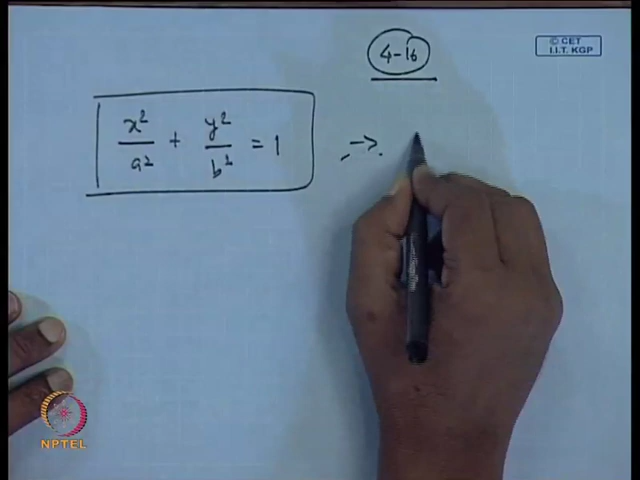 4-16
© CET
I.I.T. KGP
x²/a² + y²/b² = 1 →
NPTEL